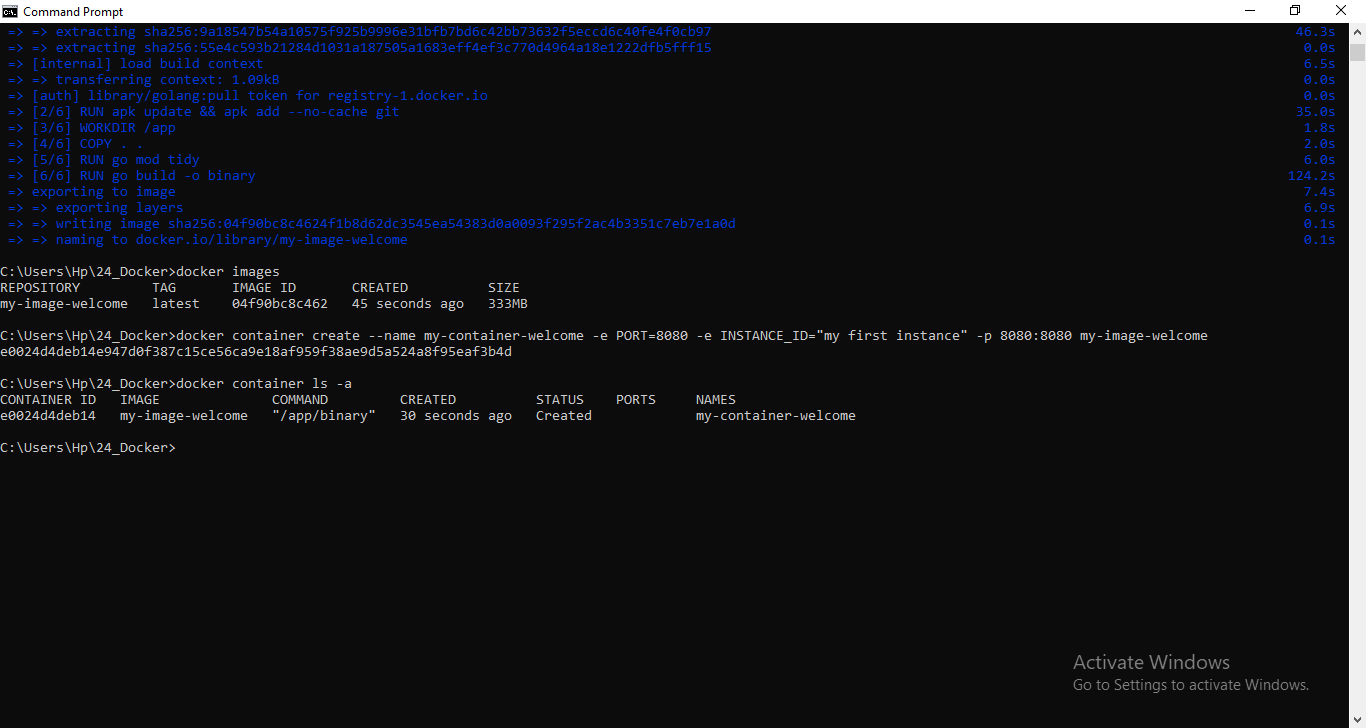 Command Prompt
=> => extracting sha256:9a18547b54a10575f925b9996e31bfb7bd6c42bb73632f5eccd6c40fe4f0cb97 46.3s
=> => extracting sha256:55e4c593b21284d1031a187505a1683eff4ef3c770d4964a18e1222dfb5fff15 0.0s
=> [internal] load build context 6.5s
=> => transferring context: 1.09kB 0.0s
=> [auth] library/golang:pull token for registry-1.docker.io 0.0s
=> [2/6] RUN apk update && apk add --no-cache git 35.0s
=> [3/6] WORKDIR /app 1.8s
=> [4/6] COPY . . 2.0s
=> [5/6] RUN go mod tidy 6.0s
=> [6/6] RUN go build -o binary 124.2s
=> exporting to image 7.4s
=> => exporting layers 6.9s
=> => writing image sha256:04f90bc8c4624f1b8d62dc3545ea54383d0a0093f295f2ac4b3351c7eb7e1a0d 0.1s
=> => naming to docker.io/library/my-image-welcome 0.1s
C:\Users\Hp\24_Docker>docker images
REPOSITORY TAG IMAGE ID CREATED SIZE
my-image-welcome latest 04f90bc8c462 45 seconds ago 333MB
C:\Users\Hp\24_Docker>docker container create --name my-container-welcome -e PORT=8080 -e INSTANCE_ID="my first instance" -p 8080:8080 my-image-welcome
e0024d4deb14e947d0f387c15ce56ca9e18af959f38ae9d5a524a8f95eaf3b4d
C:\Users\Hp\24_Docker>docker container ls -a
CONTAINER ID IMAGE COMMAND CREATED STATUS PORTS NAMES
e0024d4deb14 my-image-welcome "/app/binary" 30 seconds ago Created my-container-welcome
C:\Users\Hp\24_Docker>
Activate Windows
Go to Settings to activate Windows.